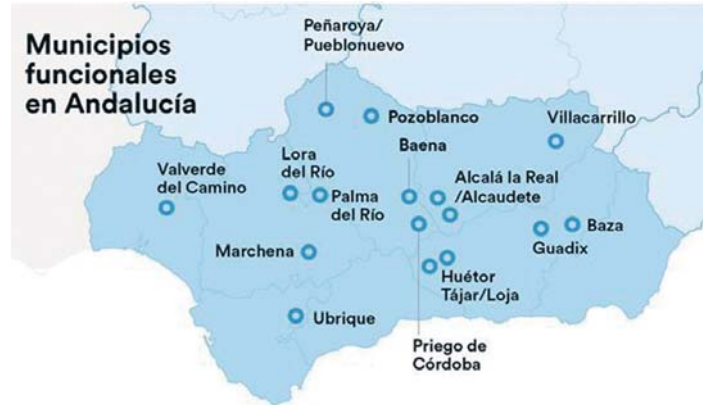 Municipios
funcionales
en Andalucía
Peñaroya/
Pueblonuevo
Pozoblanco
Villacarrillo
Baena
Valverde
del Camino
Lora
del Río
Palma
del Río
Alcalá la Real
/Alcaudete
Baza
Guadix
Marchena
Huétor
Tájar/Loja
Ubrique
Priego de
Córdoba